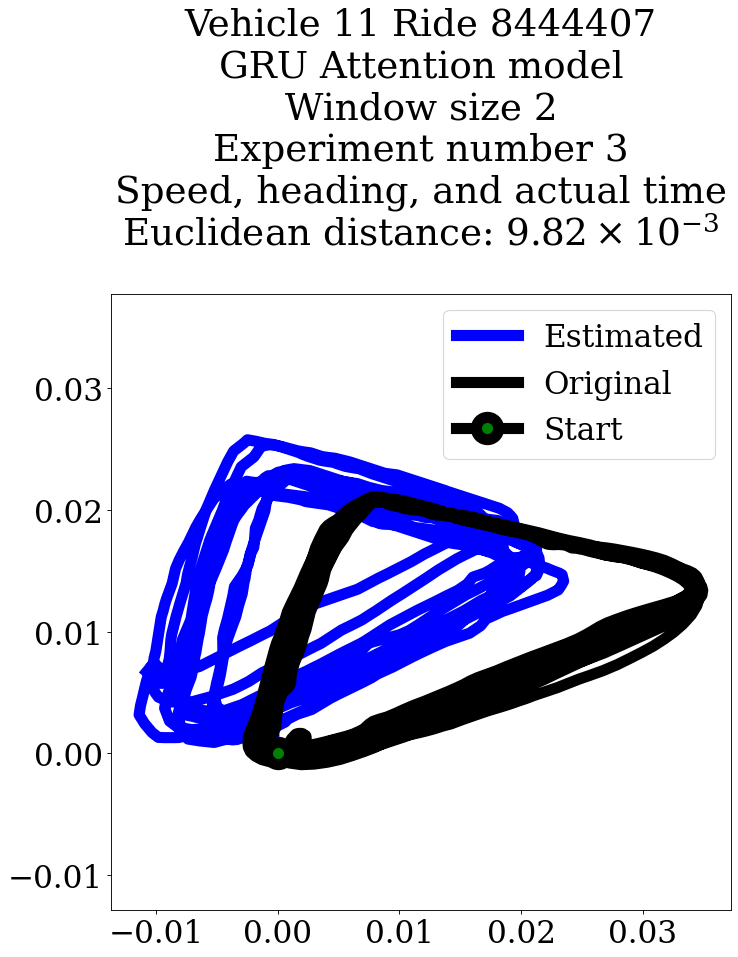 Vehicle 11 Ride 8444407
GRU Attention model
Window size 2
Experiment number 3
Speed, heading, and actual time
Euclidean distance: 9.82 × 10⁻³
Estimated
Original
Start
0.03
0.02
0.01
0.00
−0.01
−0.01 0.00 0.01 0.02 0.03